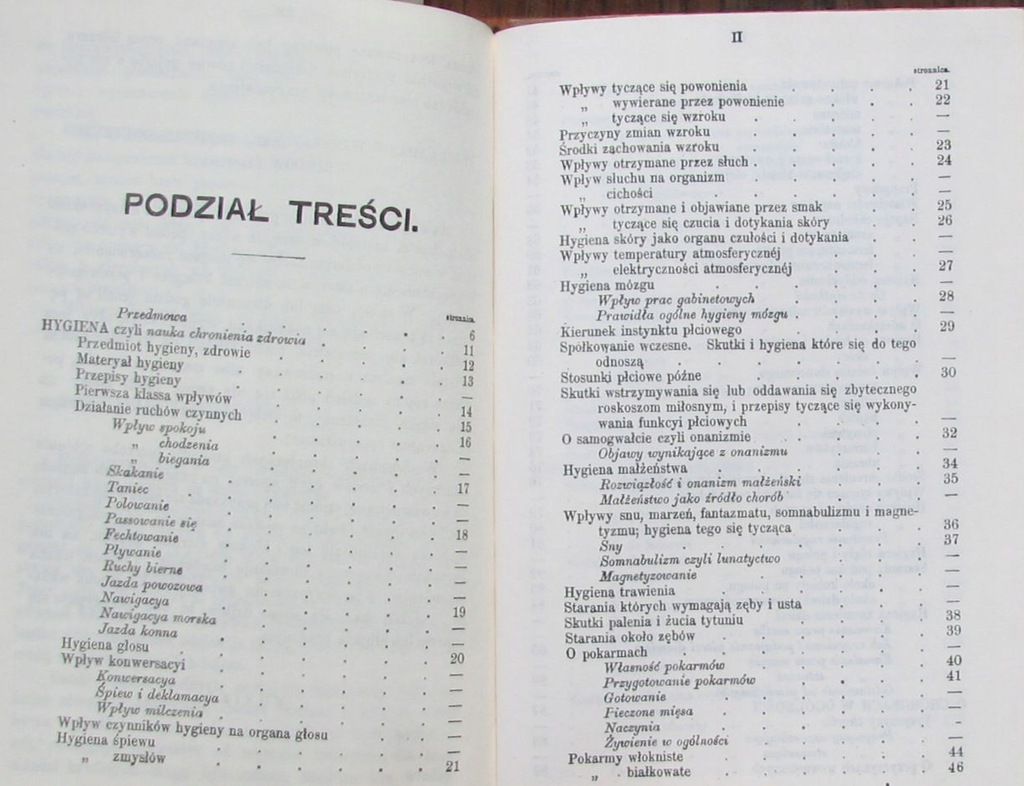 PODZIAŁ TREŚCI.
stronnica.
Przedmowa . . . . 6
HYGIENA czyli nauka chronienia zdrowia . . . . 11
Przedmiot hygieny, zdrowie . . . . 12
Materyał hygieny . . . . 13
Przepisy hygieny . . . . —
Pierwsza klassa wpływów . . . . 14
Działanie ruchów czynnych . . . . 15
Wpływ spokoju . . . . 16
„ chodzenia . . . . —
„ biegania . . . . —
Skakanie . . . . 17
Taniec . . . . —
Polowanie . . . . —
Passowanie się . . . . 18
Fechtowanie . . . . —
Pływanie . . . . —
Ruchy bierne . . . . —
Jazda powozowa . . . . —
Nawigacya . . . . 19
Nawigacya morska . . . . —
Jazda konna . . . . —
Hygiena głosu . . . . 20
Wpływ konwersacyi . . . . —
Konwersacya . . . . —
Śpiew i deklamacya . . . . —
Wpływ milczenia . . . . —
Wpływ czynników hygieny na organa głosu . . . . —
Hygiena śpiewu . . . . —
„ zmysłów . . . . 21
II
stronnica.
Wpływy tyczące się powonienia . . . . 21
„ wywierane przez powonienie . . 22
„ tyczące się wzroku . . . . —
Przyczyny zmian wzroku . . . . —
Środki zachowania wzroku . . . . 23
Wpływy otrzymane przez słuch . . . . 24
Wpływ słuchu na organizm . . . . —
„ cichości . . . . —
Wpływy otrzymane i objawiane przez smak . . 25
„ tyczące się czucia i dotykania skóry . . 26
Hygiena skóry jako organu czułości i dotykania . . —
Wpływy temperatury atmosferycznéj . . . —
„ elektryczności atmosferycznéj . . 27
Hygiena mózgu . . . . —
Wpływ prac gabinetowych . . . . 28
Prawidła ogólne hygieny mózgu . . . —
Kierunek instynktu płciowego . . . . 29
Spółkowanie wczesne. Skutki i hygiena które się do tego
odnoszą . . . . —
Stosunki płciowe późne . . . . 30
Skutki wstrzymywania się lub oddawania się zbytecznego
roskoszom miłosnym, i przepisy tyczące się wykony-
wania funkcyi płciowych . . . . —
O samogwałcie czyli onanizmie . . . . 32
Objawy wynikające z onanizmu . . . —
Hygiena małżeństwa . . . . 34
Rozwiązłość i onanizm małżeński . . 35
Małżeństwo jako źródło chorób . . —
Wpływy snu, marzeń, fantazmatu, somnabulizmu i magne-
tyzmu; hygiena tego się tycząca . . 36
Sny . . . . 37
Somnabulizm czyli lunatyctwo . . —
Magnetyzowanie . . . . —
Hygiena trawienia . . . . —
Starania których wymagają zęby i usta . . —
Skutki palenia i żucia tytuniu . . . 38
Starania około zębów . . . . 39
O pokarmach . . . . —
Własność pokarmów . . . . 40
Przygotowanie pokarmów . . . . 41
Gotowanie . . . . —
Pieczone mięsa . . . . —
Naczynia . . . . —
Żywienie w ogólności . . . . —
Pokarmy włókniste . . . . 44
„ białkowate . . . . 46